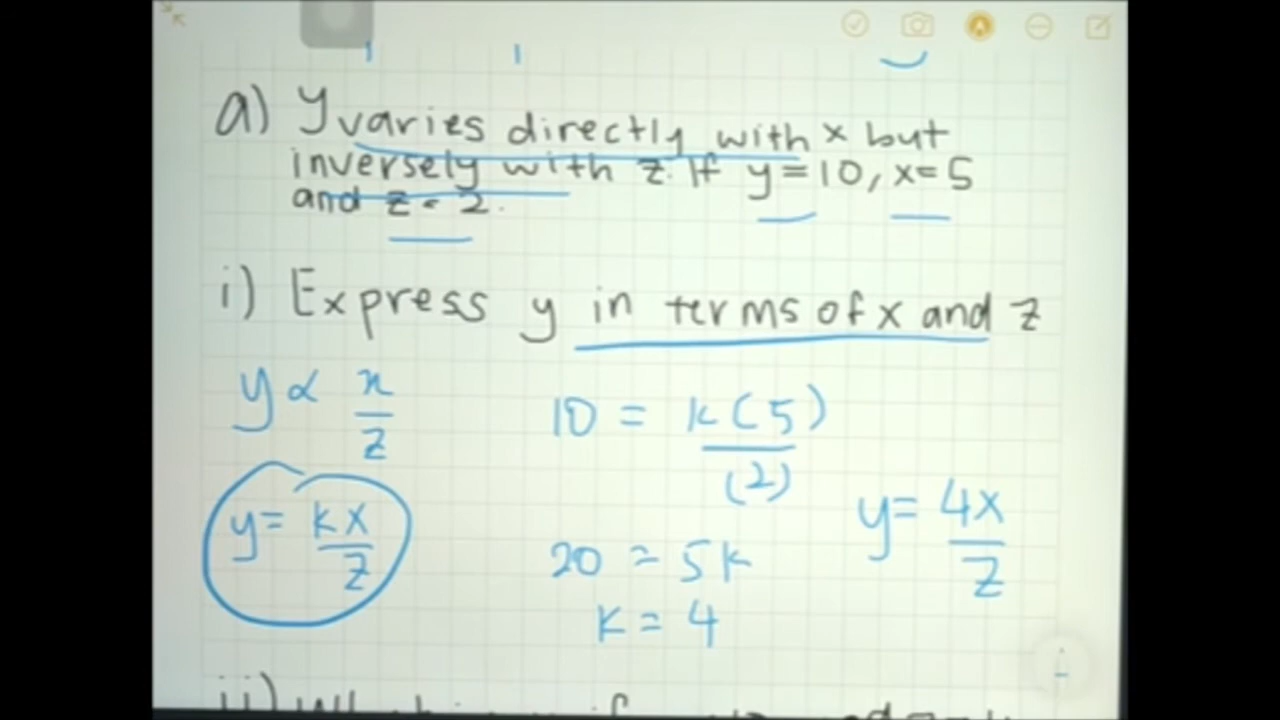 a) y varies directly with x but
inversely with z. If y=10, x=5
and z = 2.
i) Express y in terms of x and z
y ∝ x/z
y = kx/z
10 = k(5)/(2)
20 = 5k
k = 4
y = 4x/z
ii)